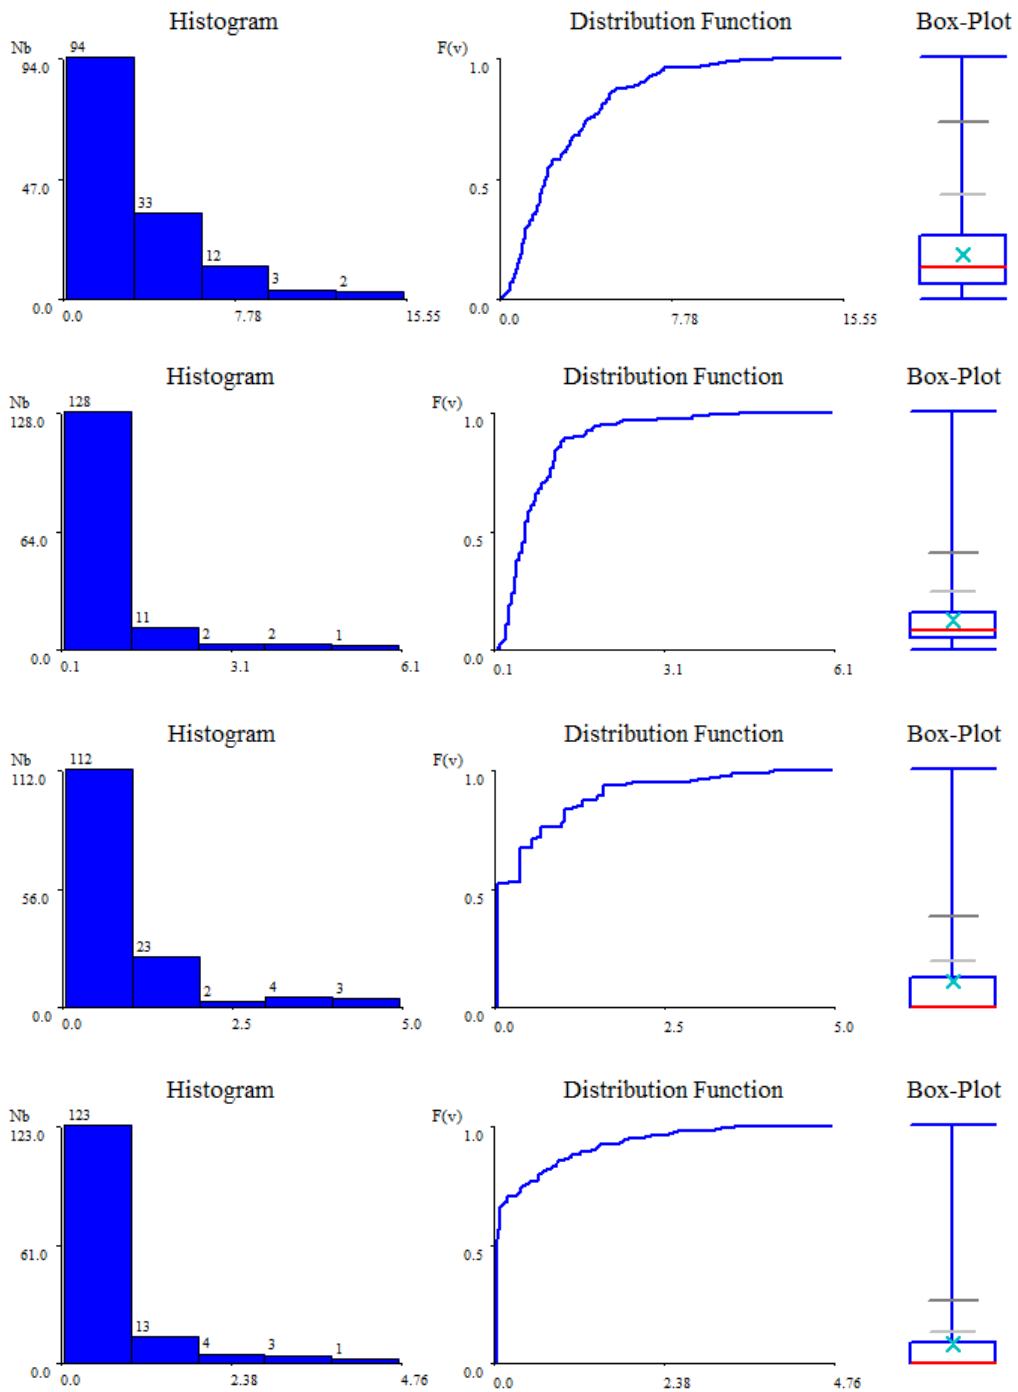 Histogram Distribution Function Box-Plot
Nb 94 F(v)
94.0 1.0
47.0 0.5
33
12
3 2
0.0 0.0
0.0 7.78 15.55 0.0 7.78 15.55
Histogram Distribution Function Box-Plot
Nb 128 F(v)
128.0 1.0
64.0 0.5
11 2 2 1
0.0 0.0
0.1 3.1 6.1 0.1 3.1 6.1
Histogram Distribution Function Box-Plot
Nb 112 F(v)
112.0 1.0
56.0 0.5
23
2 4 3
0.0 0.0
0.0 2.5 5.0 0.0 2.5 5.0
Histogram Distribution Function Box-Plot
Nb 123 F(v)
123.0 1.0
61.0 0.5
13 4 3 1
0.0 0.0
0.0 2.38 4.76 0.0 2.38 4.76